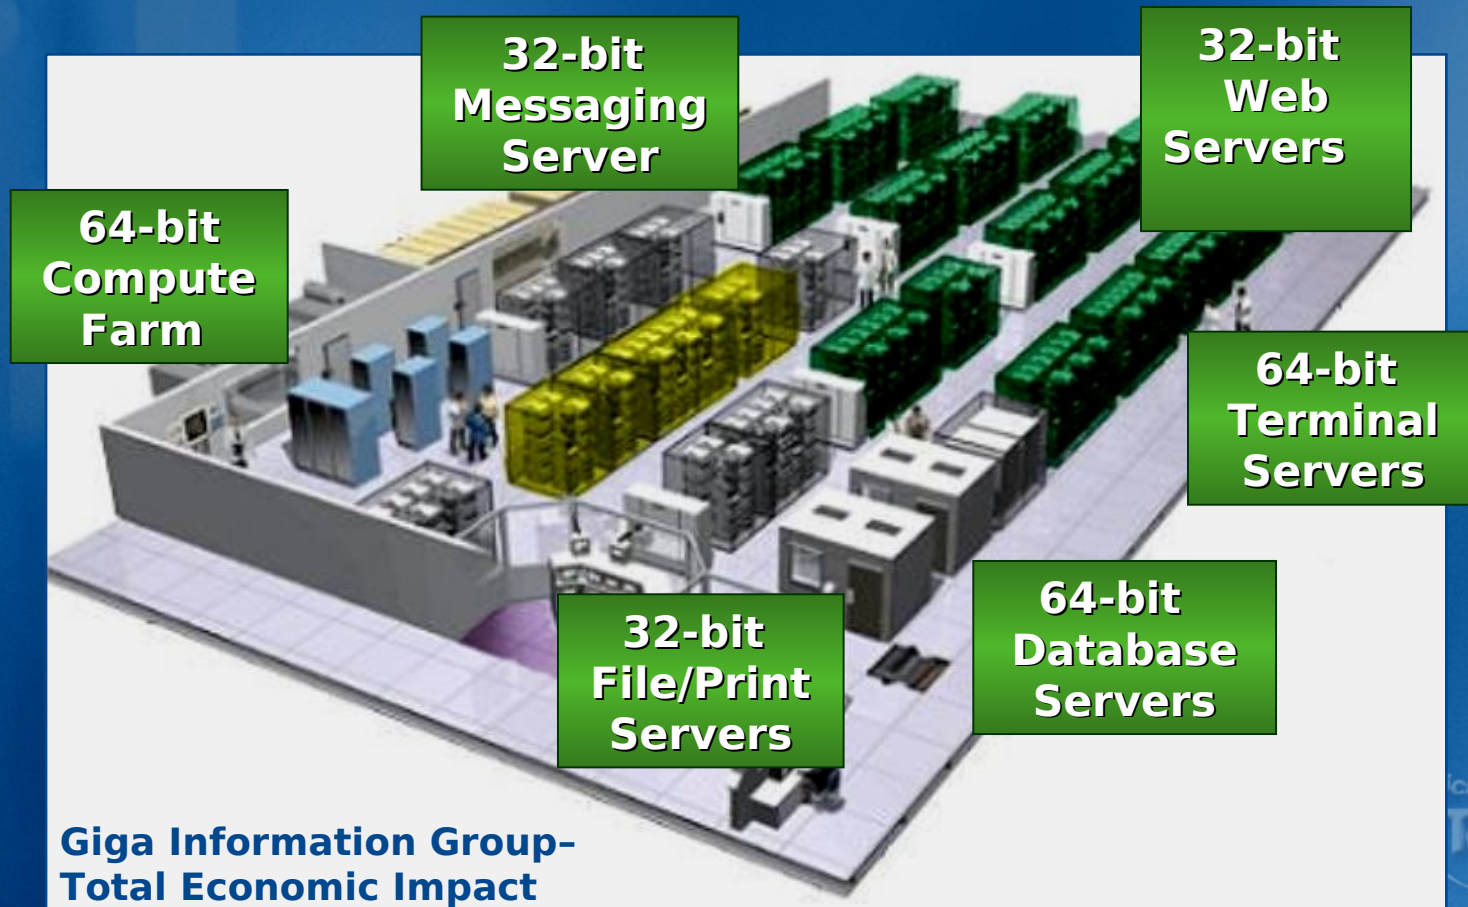 32-bit
Messaging
Server
32-bit
Web
Servers
64-bit
Compute
Farm
64-bit
Terminal
Servers
64-bit
Database
Servers
32-bit
File/Print
Servers
Giga Information Group–
Total Economic Impact